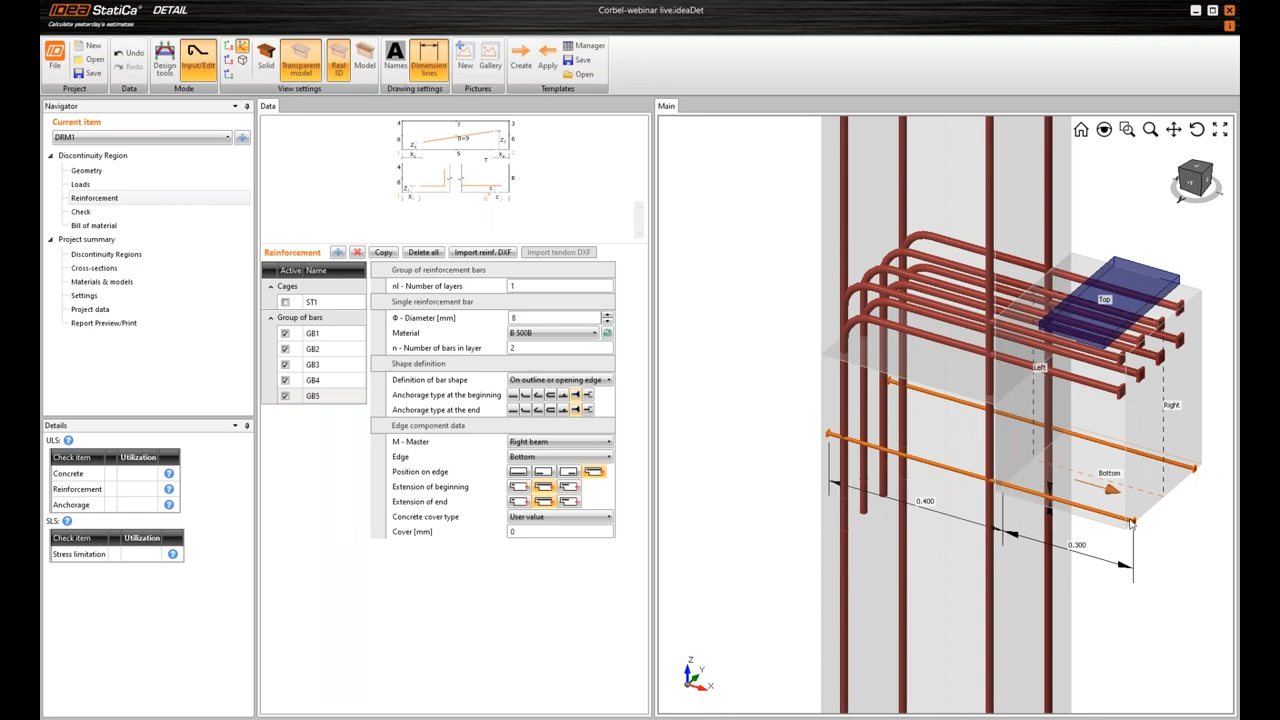 IDEA StatiCa® DETAIL
Calculate yesterday's estimates
Corbel-webinar live.ideaDet
File
New
Open
Save
Project
Undo
Redo
Data
Design tools
Input/Edit
Mode
Solid
Transparent model
Real 3D
Model
View settings
Names
Dimension lines
Drawing settings
New
Gallery
Pictures
Create
Apply
Manager
Save
Open
Templates
Navigator
Current item
DRM1
Discontinuity Region
Geometry
Loads
Reinforcement
Check
Bill of material
Project summary
Discontinuity Regions
Cross-sections
Materials & models
Settings
Project data
Report Preview/Print
Details
ULS:
Check item Utilization
Concrete
Reinforcement
Anchorage
SLS:
Check item Utilization
Stress limitation
Data
Reinforcement
Copy
Delete all
Import reinf. DXF
Import tendon DXF
Active Name
Cages
ST1
Group of bars
GB1
GB2
GB3
GB4
GB5
Group of reinforcement bars
nl - Number of layers 1
Single reinforcement bar
Φ - Diameter [mm] 8
Material B 500B
n - Number of bars in layer 2
Shape definition
Definition of bar shape On outline or opening edge
Anchorage type at the beginning
Anchorage type at the end
Edge component data
M - Master Right beam
Edge Bottom
Position on edge
Extension of beginning
Extension of end
Concrete cover type User value
Cover [mm] 0
Main
Top
Left
Right
Bottom
0.400
0.300
Z
Y
X